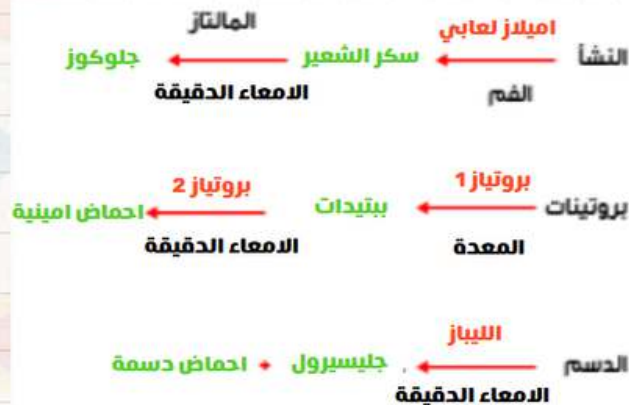 اميلاز لعابي المالتاز
النشأ سكر الشعير جلوكوز
الفم الامعاء الدقيقة
بروتياز 1 بروتياز 2
بروتينات ببتيدات احماض امينية
المعدة الامعاء الدقيقة
الليباز
الدسم جليسيرول + احماض دسمة
الامعاء الدقيقة